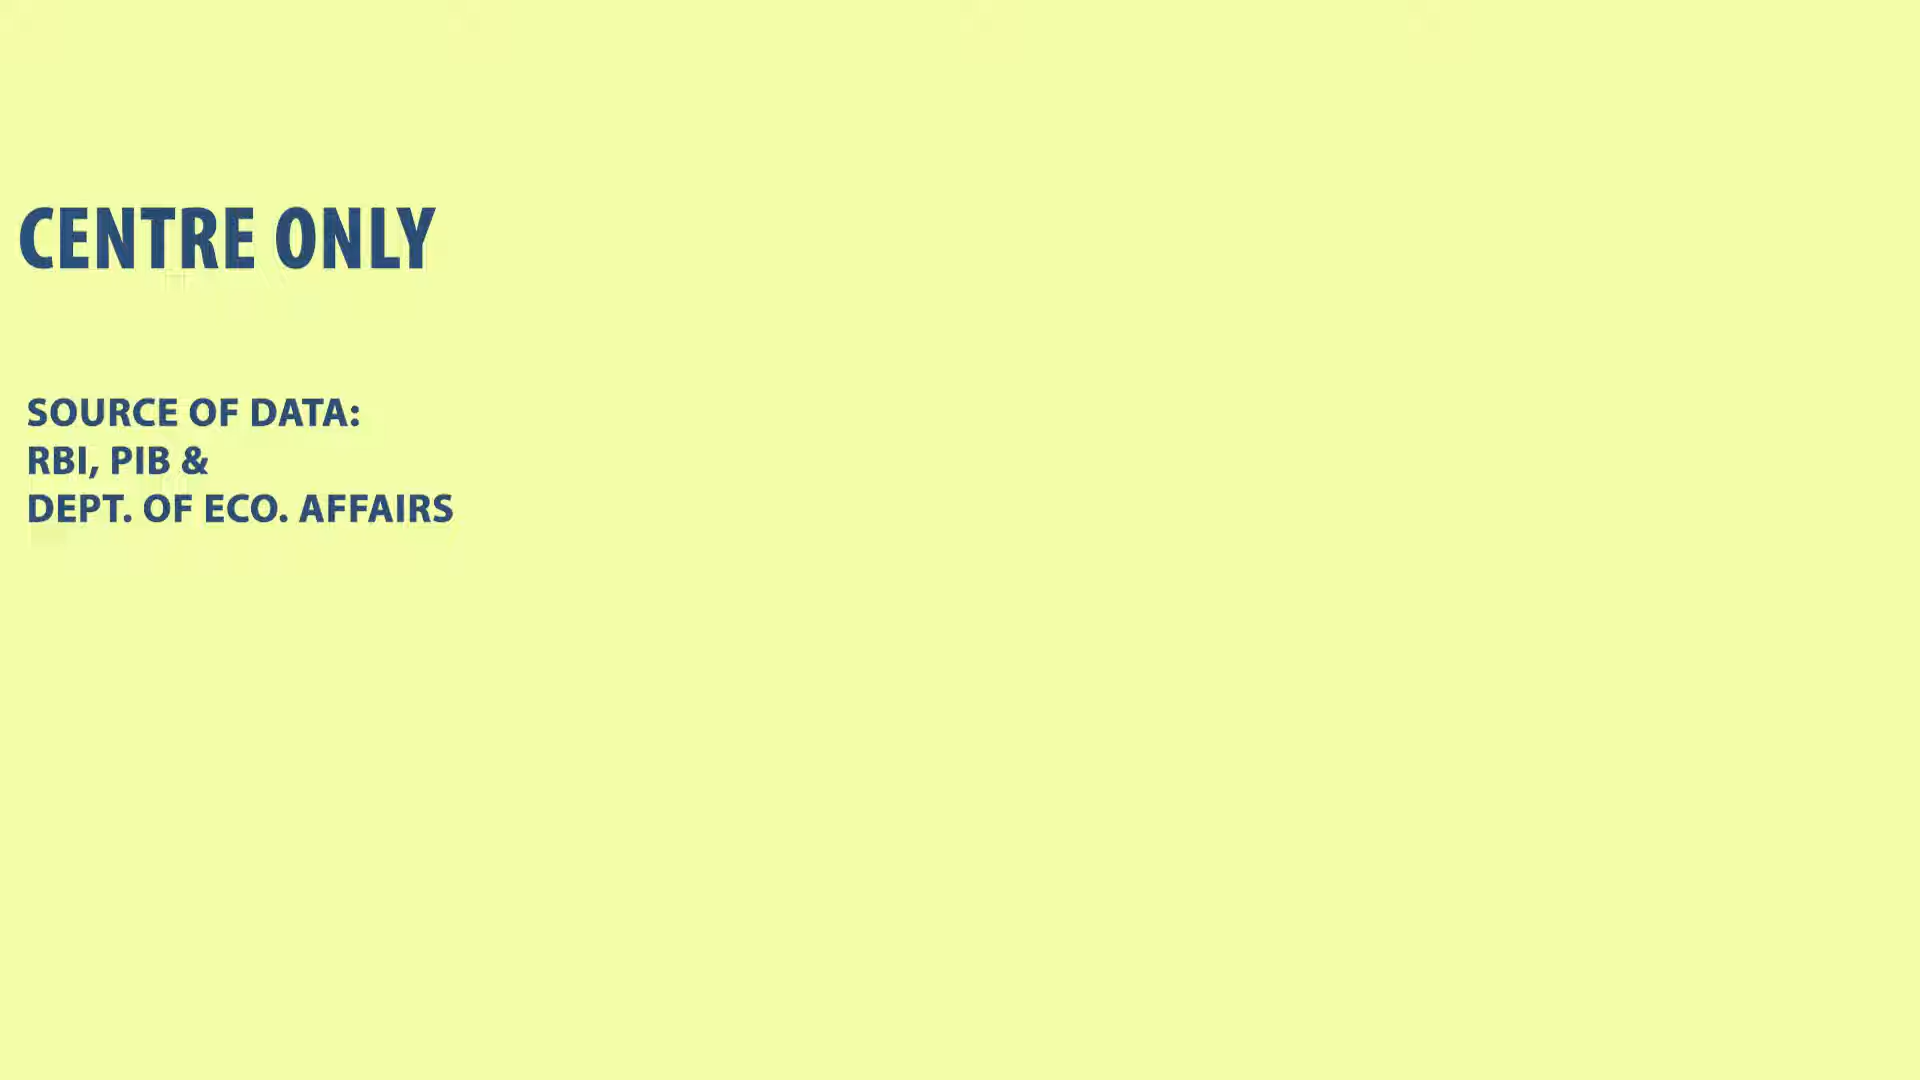 CENTRE ONLY
SOURCE OF DATA:
RBI, PIB &
DEPT. OF ECO. AFFAIRS